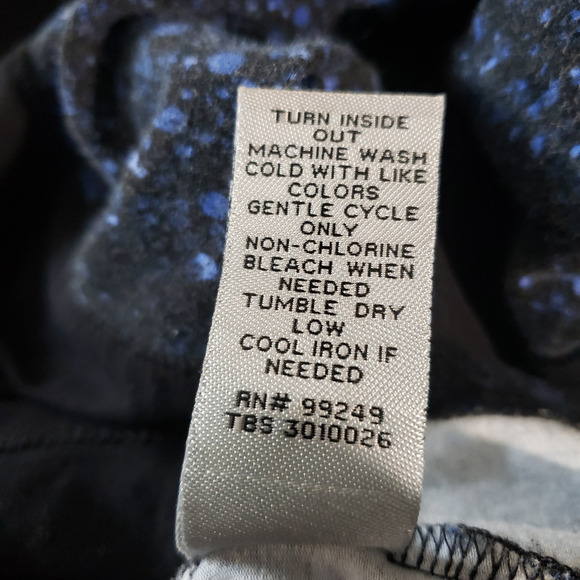 TURN INSIDE
OUT
MACHINE WASH
COLD WITH LIKE
COLORS
GENTLE CYCLE
ONLY
NON-CHLORINE
BLEACH WHEN
NEEDED
TUMBLE DRY
LOW
COOL IRON IF
NEEDED
RN# 99249
TBS 3010026